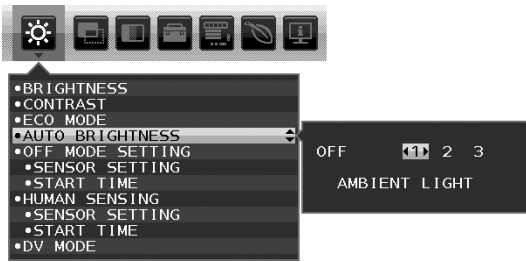 •BRIGHTNESS
•CONTRAST
•ECO MODE
•AUTO BRIGHTNESS
•OFF MODE SETTING
•SENSOR SETTING
•START TIME
•HUMAN SENSING
•SENSOR SETTING
•START TIME
•DV MODE
OFF 1 2 3
AMBIENT LIGHT